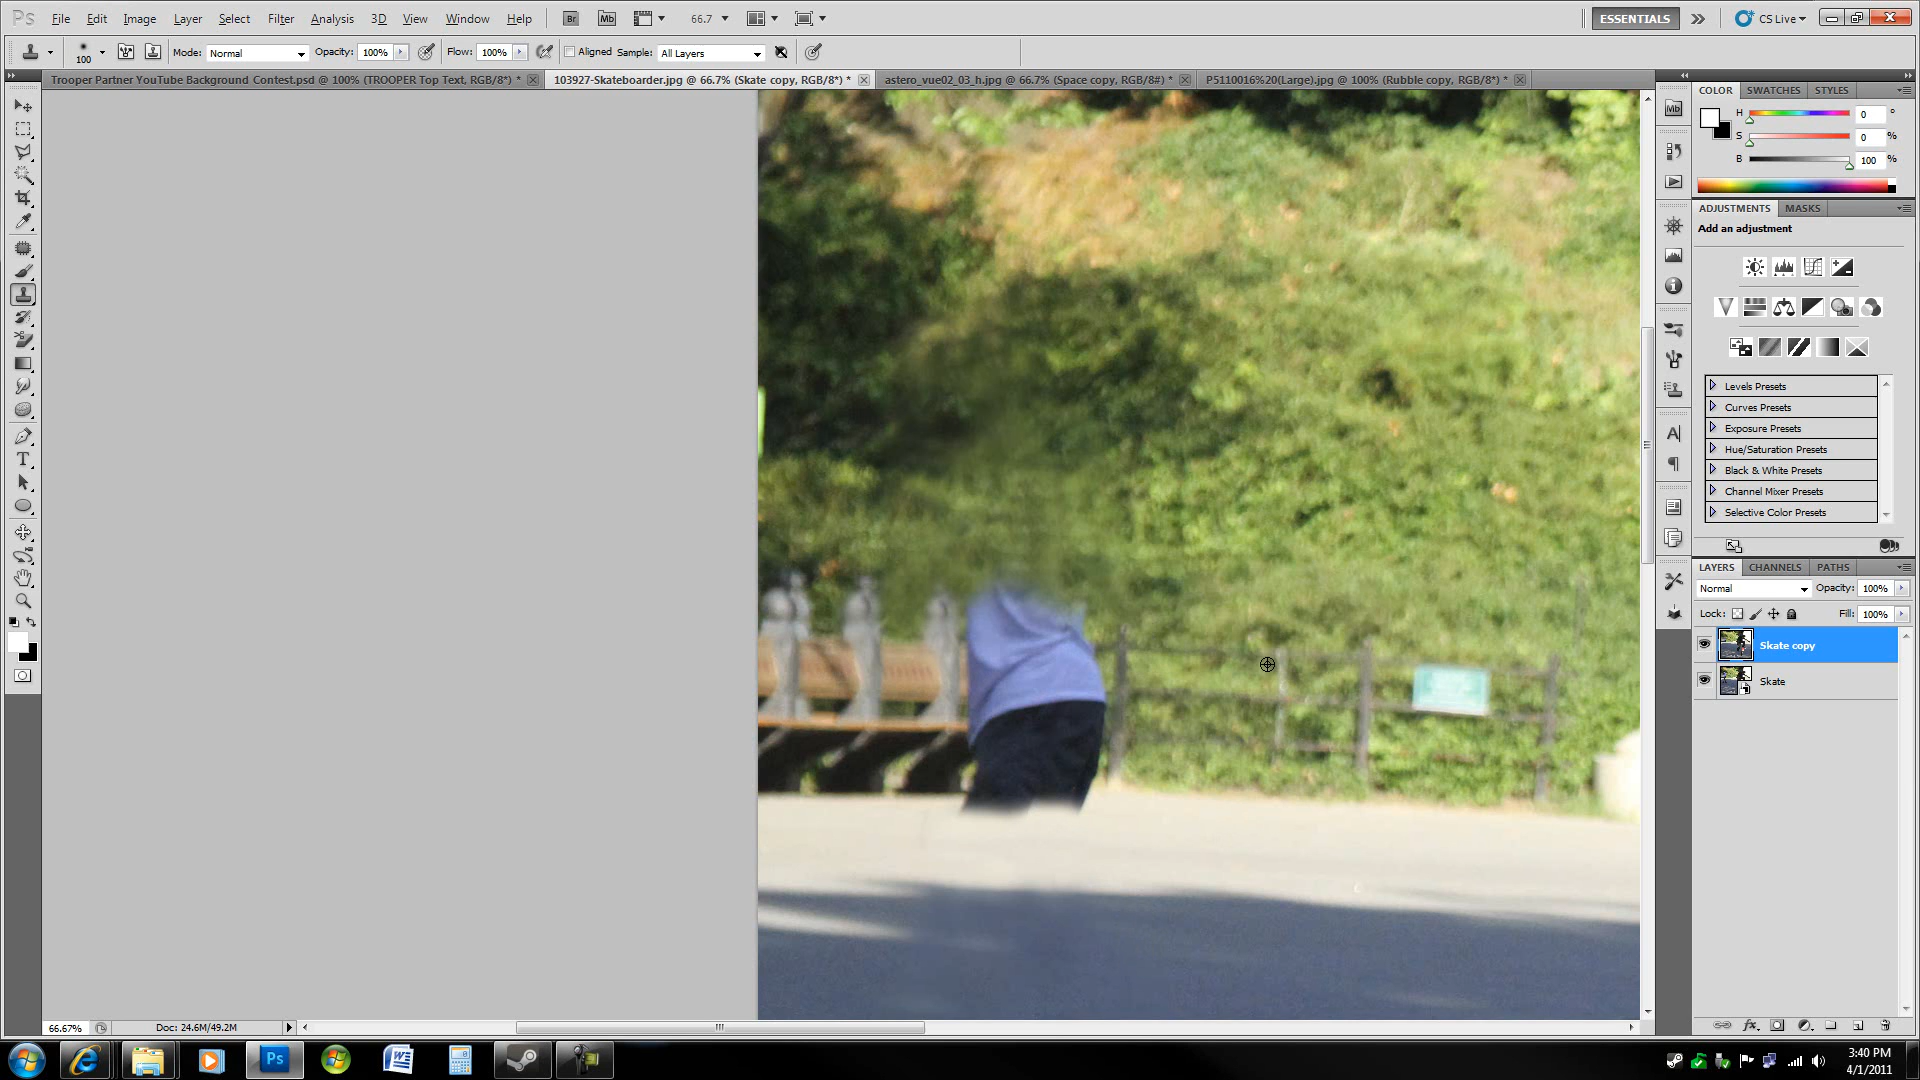 Ps File Edit Image Layer Select Filter Analysis 3D View Window Help Br Mb 66.7 ESSENTIALS CS Live
100 Mode: Normal Opacity: 100% Flow: 100% Aligned Sample: All Layers
Trooper Partner YouTube Background Contest.psd @ 100% (TROOPER Top Text, RGB/8*) * 103927-Skateboarder.jpg @ 66.7% (Skate copy, RGB/8*) * astero_vue02_03_h.jpg @ 66.7% (Space copy, RGB/8#) * P5110016%20(Large).jpg @ 100% (Rubble copy, RGB/8*) *
COLOR SWATCHES STYLES
H 0 °
S 0 %
B 100 %
ADJUSTMENTS MASKS
Add an adjustment
Levels Presets
Curves Presets
Exposure Presets
Hue/Saturation Presets
Black & White Presets
Channel Mixer Presets
Selective Color Presets
LAYERS CHANNELS PATHS
Normal Opacity: 100%
Lock: Fill: 100%
Skate copy
Skate
66.67% Doc: 24.6M/49.2M
Ps
3:40 PM
4/1/2011